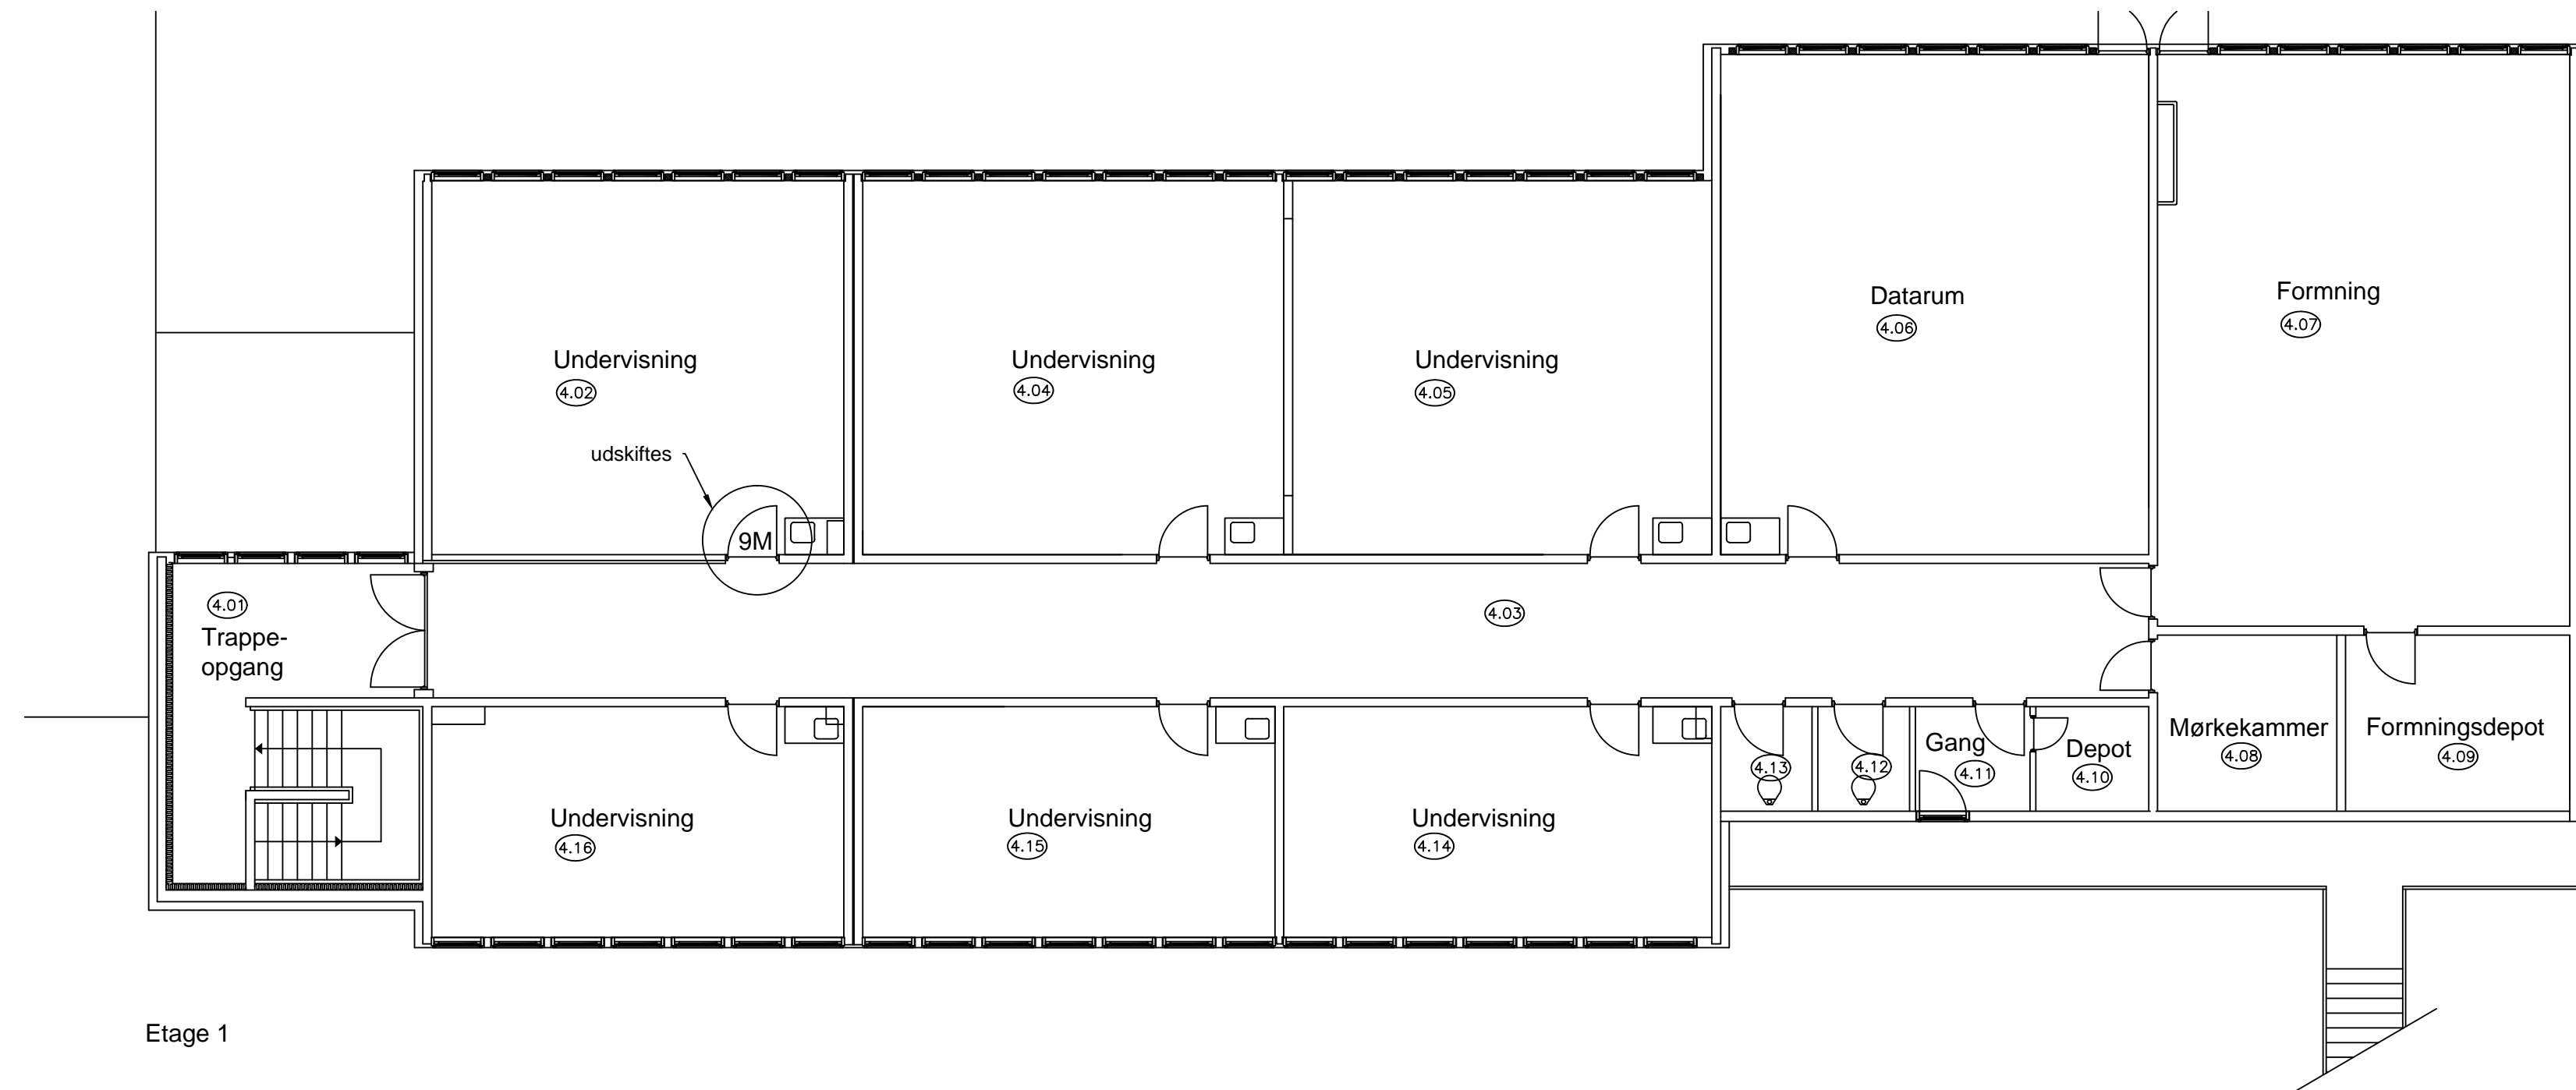 Datarum
4.06
Formning
4.07
Undervisning
4.02
Undervisning
4.04
Undervisning
4.05
udskiftes
9M
4.01
Trappe-
opgang
4.03
Mørkekammer
4.08
Formningsdepot
4.09
Gang
4.11
Depot
4.10
4.13
4.12
Undervisning
4.16
Undervisning
4.15
Undervisning
4.14
Etage 1